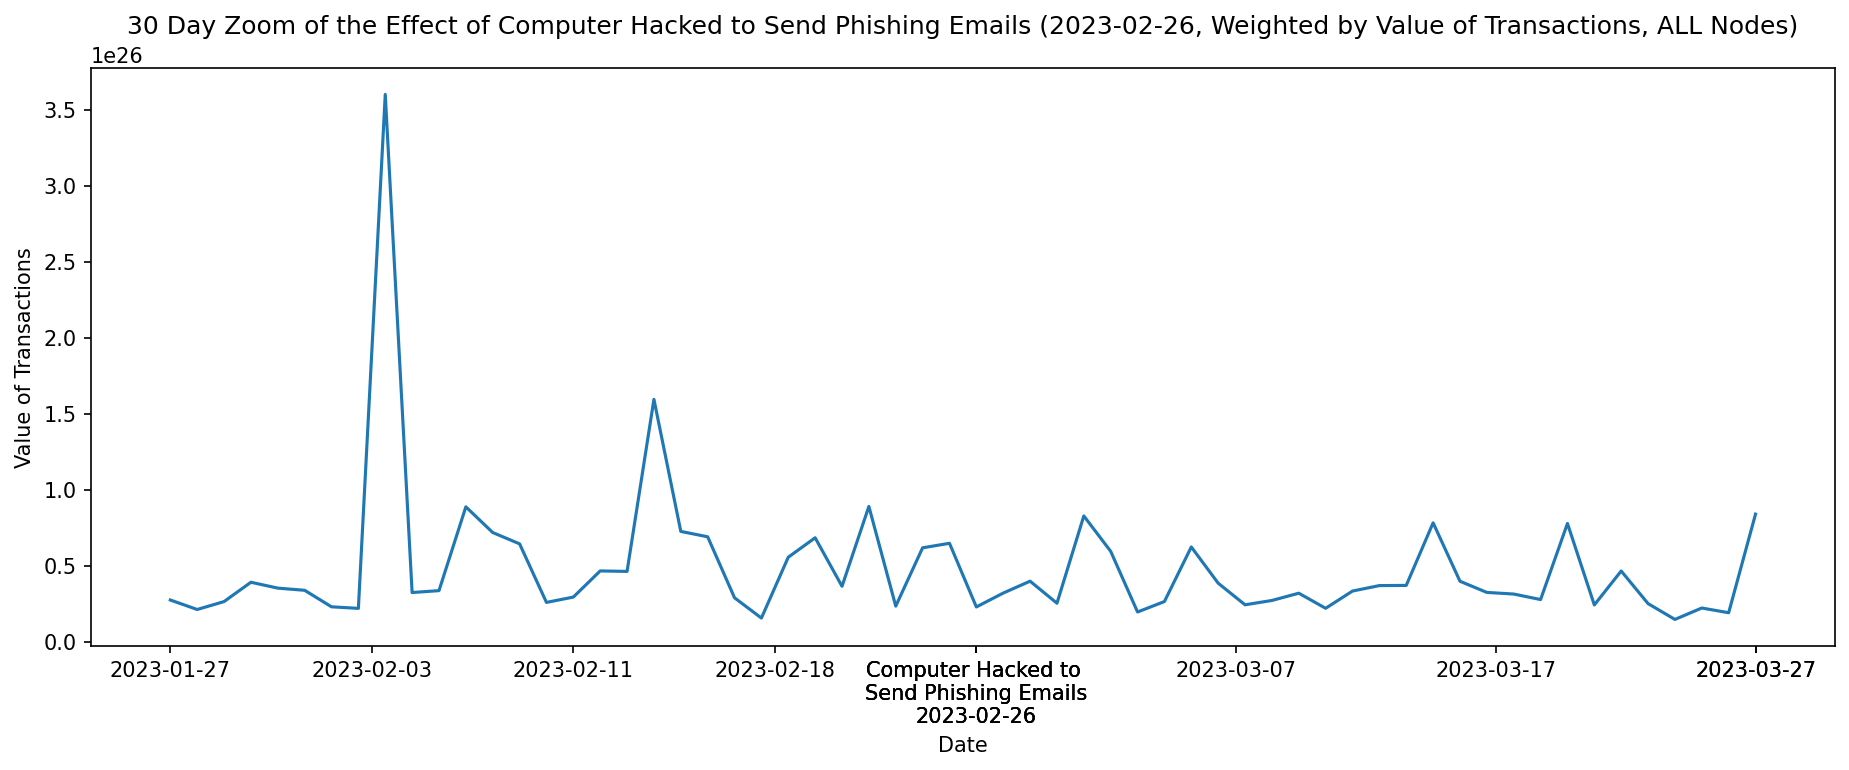 30 Day Zoom of the Effect of Computer Hacked to Send Phishing Emails (2023-02-26, Weighted by Value of Transactions, ALL Nodes)
1e26
3.5
3.0
2.5
2.0
1.5
1.0
0.5
0.0
Value of Transactions
2023-01-27
2023-02-03
2023-02-11
2023-02-18
Computer Hacked to
Send Phishing Emails
2023-02-26
2023-03-07
2023-03-17
2023-03-27
Date